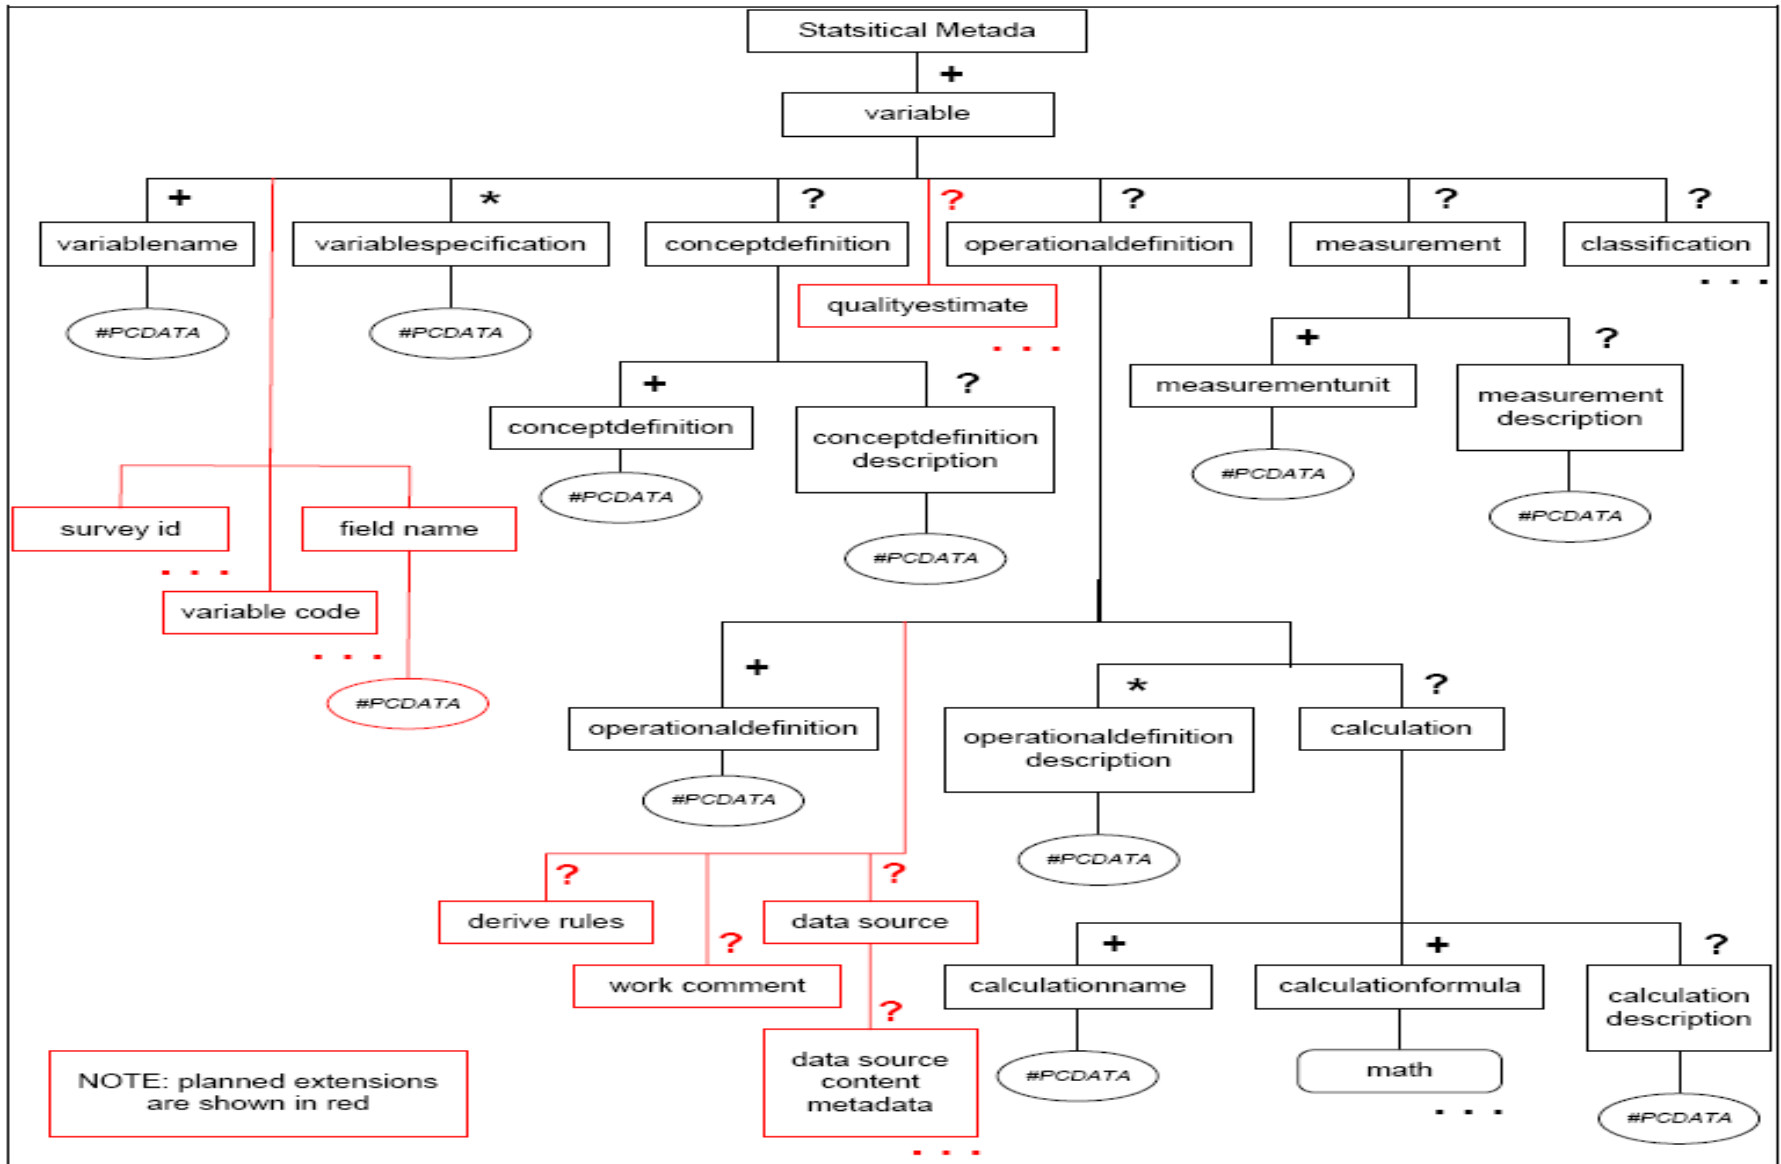 Statsitical Metada
+
variable
+
*
?
?
?
?
?
variablename
variablespecification
conceptdefinition
operationaldefinition
measurement
classification
. . .
#PCDATA
#PCDATA
qualityestimate
. . .
+
?
+
?
conceptdefinition
conceptdefinition
description
measurementunit
measurement
description
#PCDATA
#PCDATA
#PCDATA
#PCDATA
survey id
. . .
field name
variable code
. . .
#PCDATA
+
*
?
operationaldefinition
operationaldefinition
description
calculation
#PCDATA
#PCDATA
?
?
derive rules
data source
?
work comment
?
data source
content
metadata
. . .
+
+
?
calculationname
calculationformula
calculation
description
#PCDATA
math
. . .
#PCDATA
NOTE: planned extensions
are shown in red